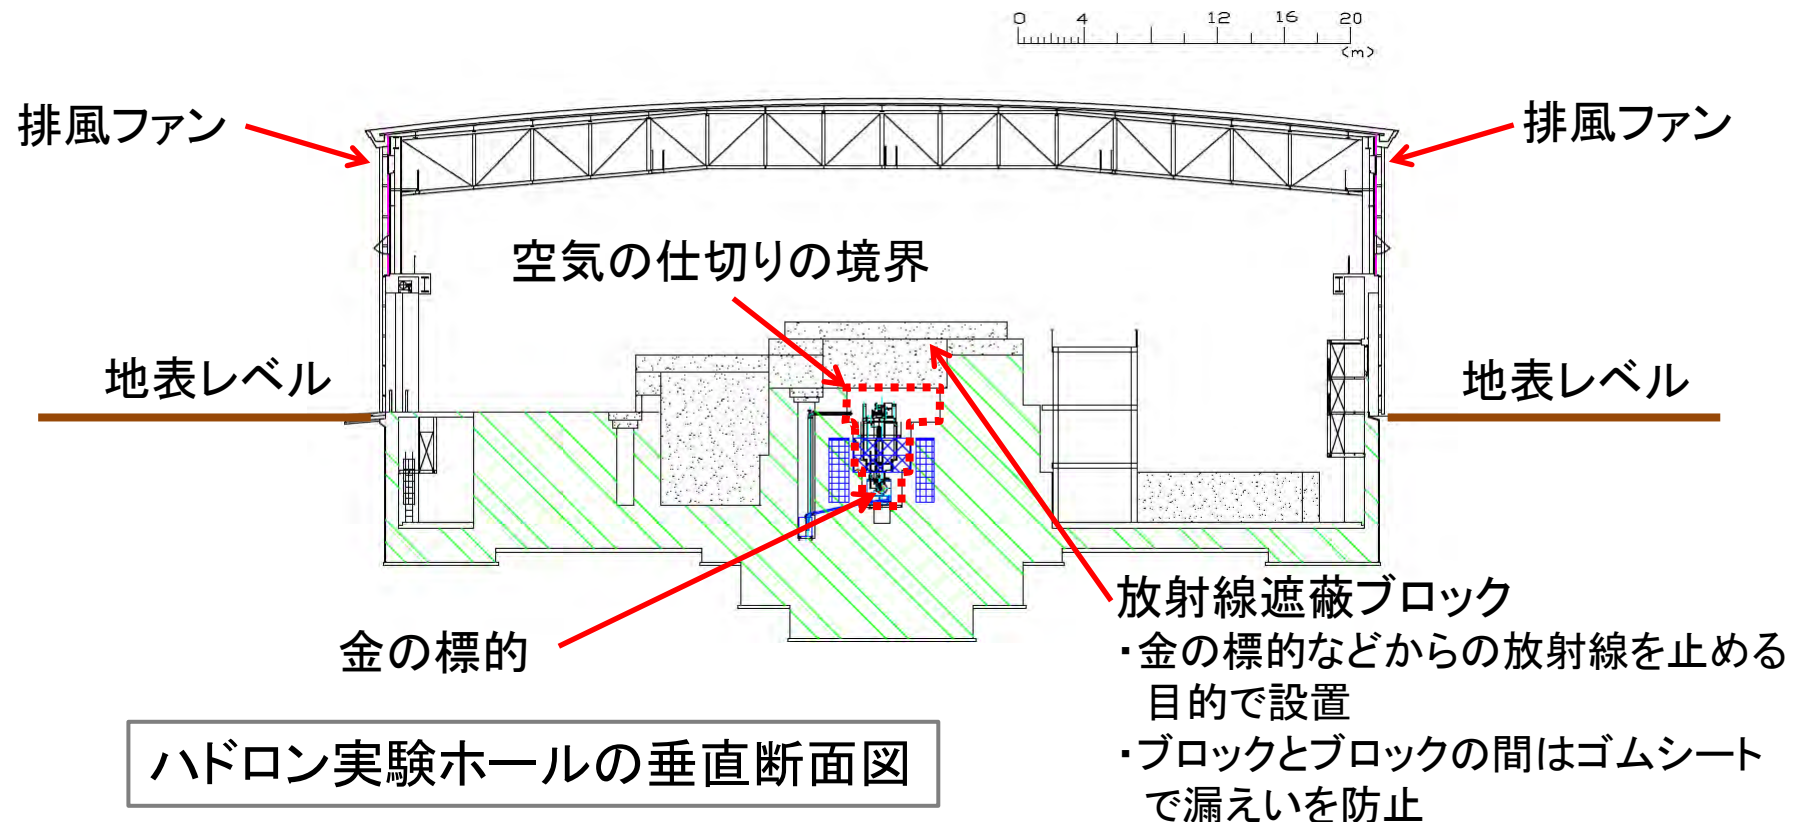 0 4 12 16 20
(m)
排風ファン
排風ファン
空気の仕切りの境界
地表レベル
地表レベル
金の標的
放射線遮蔽ブロック
・金の標的などからの放射線を止める
目的で設置
・ブロックとブロックの間はゴムシート
で漏えいを防止
ハドロン実験ホールの垂直断面図